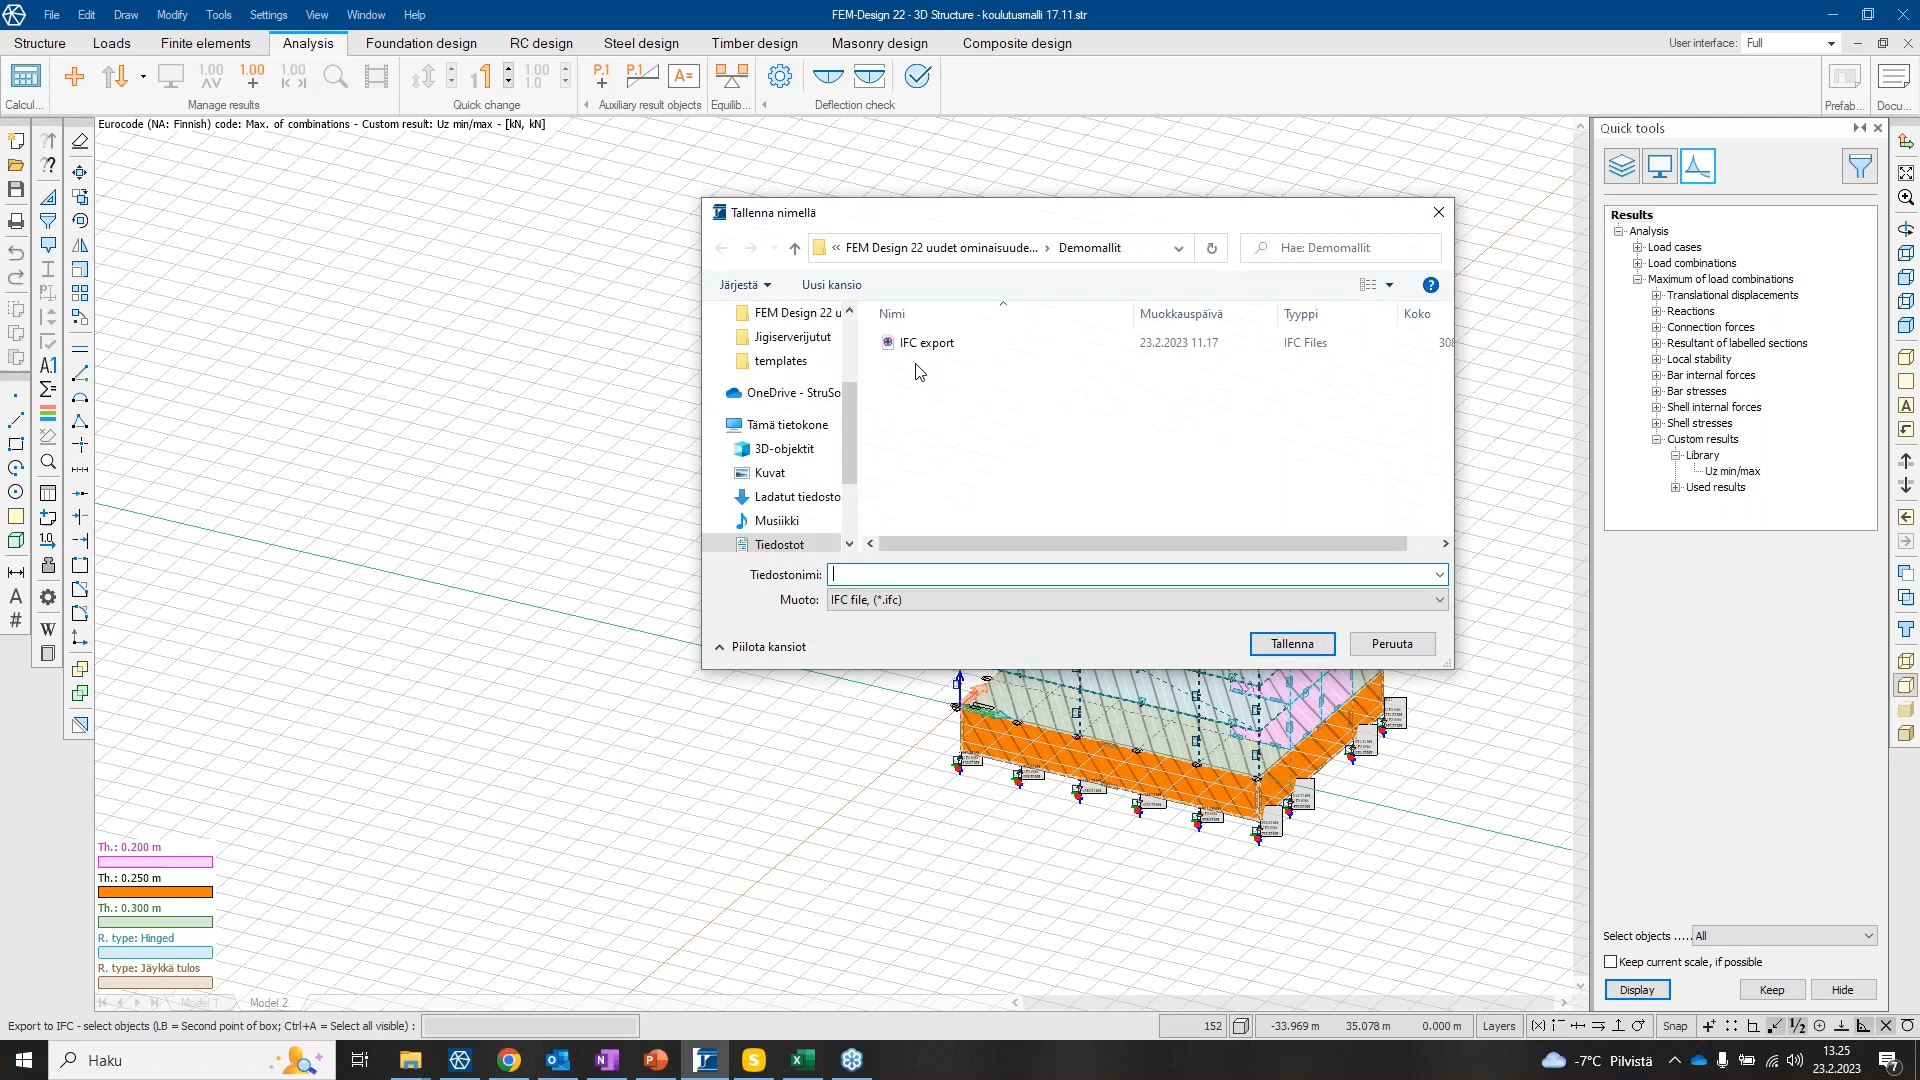 File Edit Draw Modify Tools Settings View Window Help
FEM-Design 22 - 3D Structure - koulutusmalli 17.11.str
Structure Loads Finite elements Analysis Foundation design RC design Steel design Timber design Masonry design Composite design
User interface: Full
Calcul... Manage results Quick change Auxiliary result objects Equilib... Deflection check Prefab... Docu...
Eurocode (NA: Finnish) code: Max. of combinations - Custom result: Uz min/max - [kN, kN]
Quick tools
Results
Analysis
Load cases
Load combinations
Maximum of load combinations
Translational displacements
Reactions
Connection forces
Resultant of labelled sections
Local stability
Bar internal forces
Bar stresses
Shell internal forces
Shell stresses
Custom results
Library
Uz min/max
Used results
Select objects ..... All
Keep current scale, if possible
Display Keep Hide
Tallenna nimellä
« FEM Design 22 uudet ominaisuude... › Demomallit
Hae: Demomallit
Järjestä Uusi kansio
FEM Design 22 u
Jigiserverijutut
templates
OneDrive - StruSo
Tämä tietokone
3D-objektit
Kuvat
Ladatut tiedosto
Musiikki
Tiedostot
Nimi Muokkauspäivä Tyyppi Koko
IFC export 23.2.2023 11.17 IFC Files 308
Tiedostonimi:
Muoto: IFC file, (*.ifc)
Piilota kansiot
Tallenna Peruuta
Th.: 0.200 m
Th.: 0.250 m
Th.: 0.300 m
R. type: Hinged
R. type: Jäykkä tulos
Model 1 Model 2
Export to IFC - select objects (LB = Second point of box; Ctrl+A = Select all visible) :
152 -33.969 m 35.078 m 0.000 m Layers Snap
Haku
-7°C Pilvistä
13.25
23.2.2023